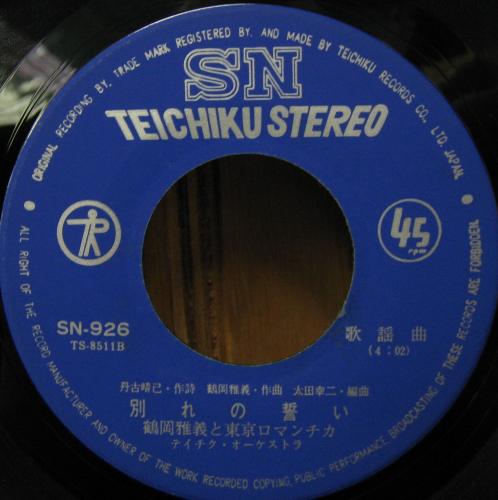 ORIGINAL RECORDING BY. TRADE MARK REGISTERED BY. AND MADE BY TEICHIKU RECORDS CO., LTD. JAPAN.
SN
TEICHIKU STEREO
TR
45
rpm
SN-926
TS-8511B
歌謡曲
(4:02)
丹古晴己・作詩 鶴岡雅義・作曲 太田幸二・編曲
別れの誓い
鶴岡雅義と東京ロマンチカ
テイチク・オーケストラ
ALL RIGHT OF THE RECORD MANUFACTURER AND OWNER OF THE WORK RECORDED COPYING, PUBLIC PERFORMANCE, BROADCASTING OF THESE RECORDS ARE FORBIDDEN.